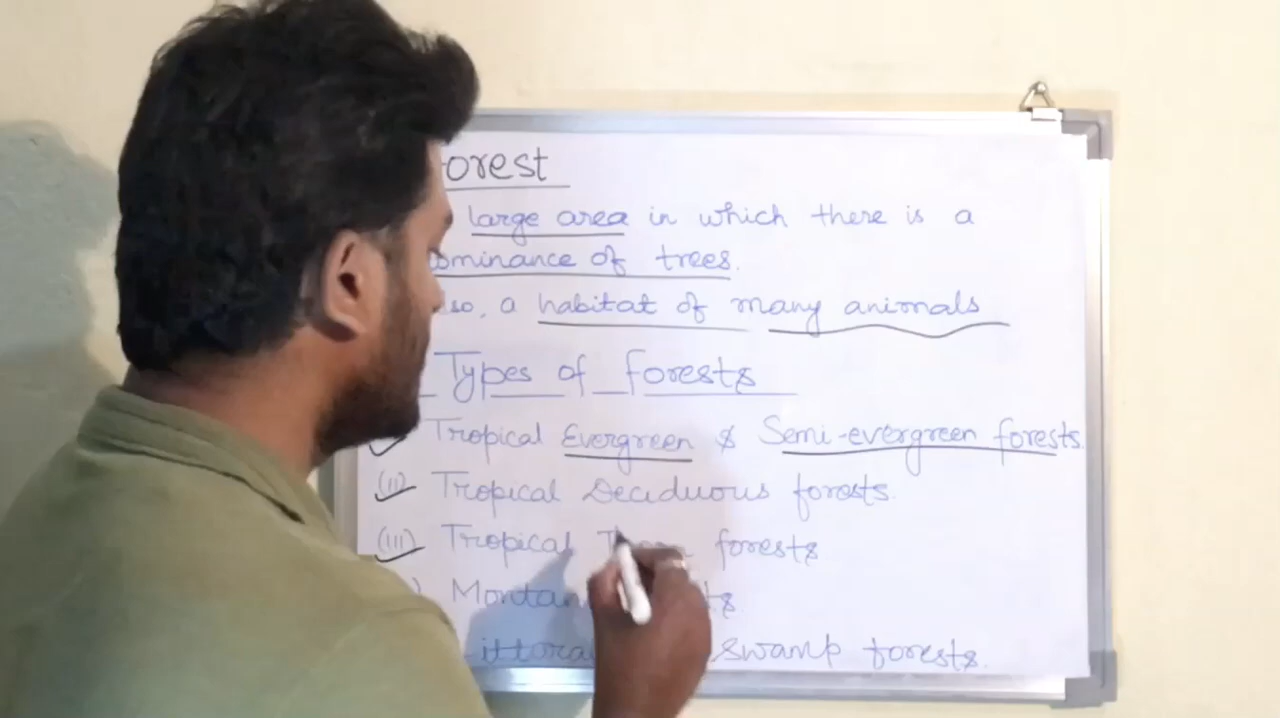 orest
large area in which there is a
ominance of trees.
so, a habitat of many animals
Types of forests
Tropical Evergreen & Semi-evergreen forests.
(ii) Tropical Deciduous forests.
(iii) Tropical forests
Montan ts.
ittora swamp forests.